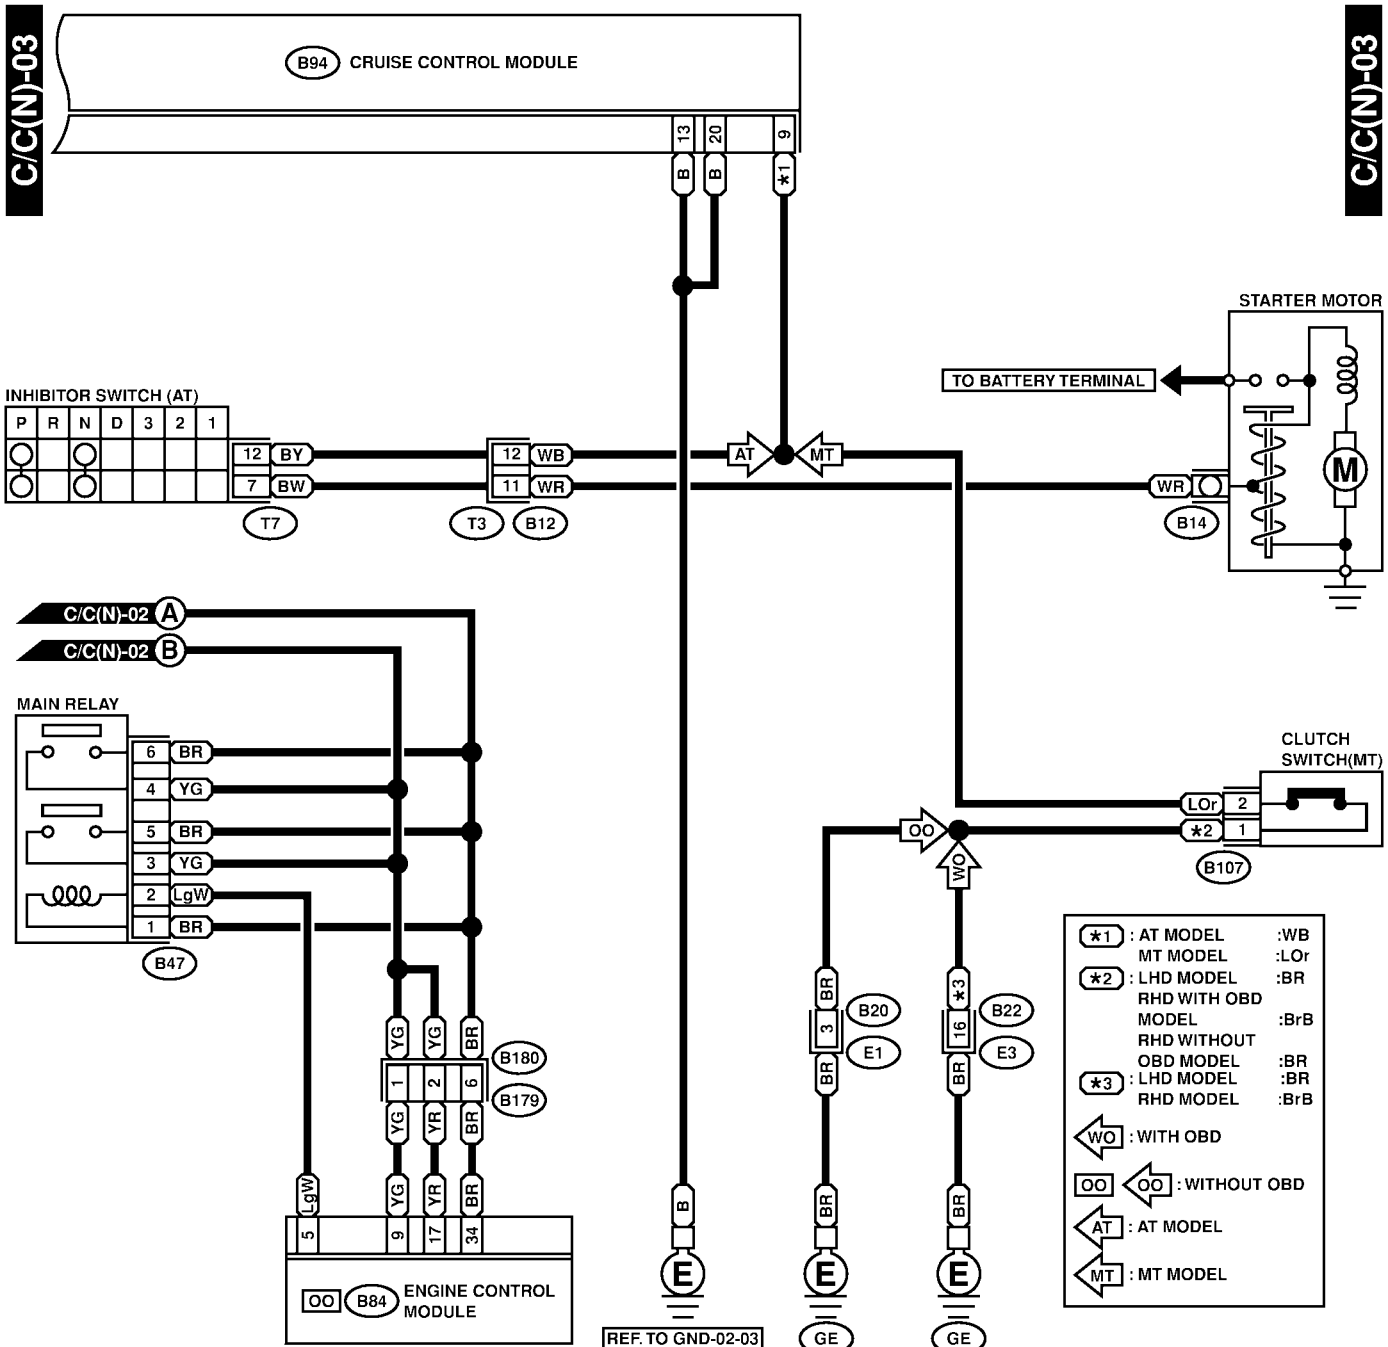 C/C(N)-03
C/C(N)-03
B94 CRUISE CONTROL MODULE
13 20 9
B B *1
STARTER MOTOR
TO BATTERY TERMINAL
INHIBITOR SWITCH (AT)
P R N D 3 2 1
12 BY 12 WB AT MT
7 BW 11 WR WR M
T7 T3 B12 B14
C/C(N)-02 A
C/C(N)-02 B
MAIN RELAY
6 BR
4 YG
5 BR
3 YG
2 LgW
1 BR
B47
CLUTCH
SWITCH(MT)
LOr 2
*2 1
B107
OO
WO
BR *3
3 B20 16 B22
E1 E3
BR BR
YG YG BR
1 2 6 B180
B179
YG YR BR
LgW YG YR BR
5 9 17 34
OO B84 ENGINE CONTROL
MODULE
B BR BR
E E E
REF. TO GND-02-03 GE GE
*1 : AT MODEL :WB
MT MODEL :LOr
*2 : LHD MODEL :BR
RHD WITH OBD
MODEL :BrB
RHD WITHOUT
OBD MODEL :BR
*3 : LHD MODEL :BR
RHD MODEL :BrB
WO : WITH OBD
OO OO : WITHOUT OBD
AT : AT MODEL
MT : MT MODEL